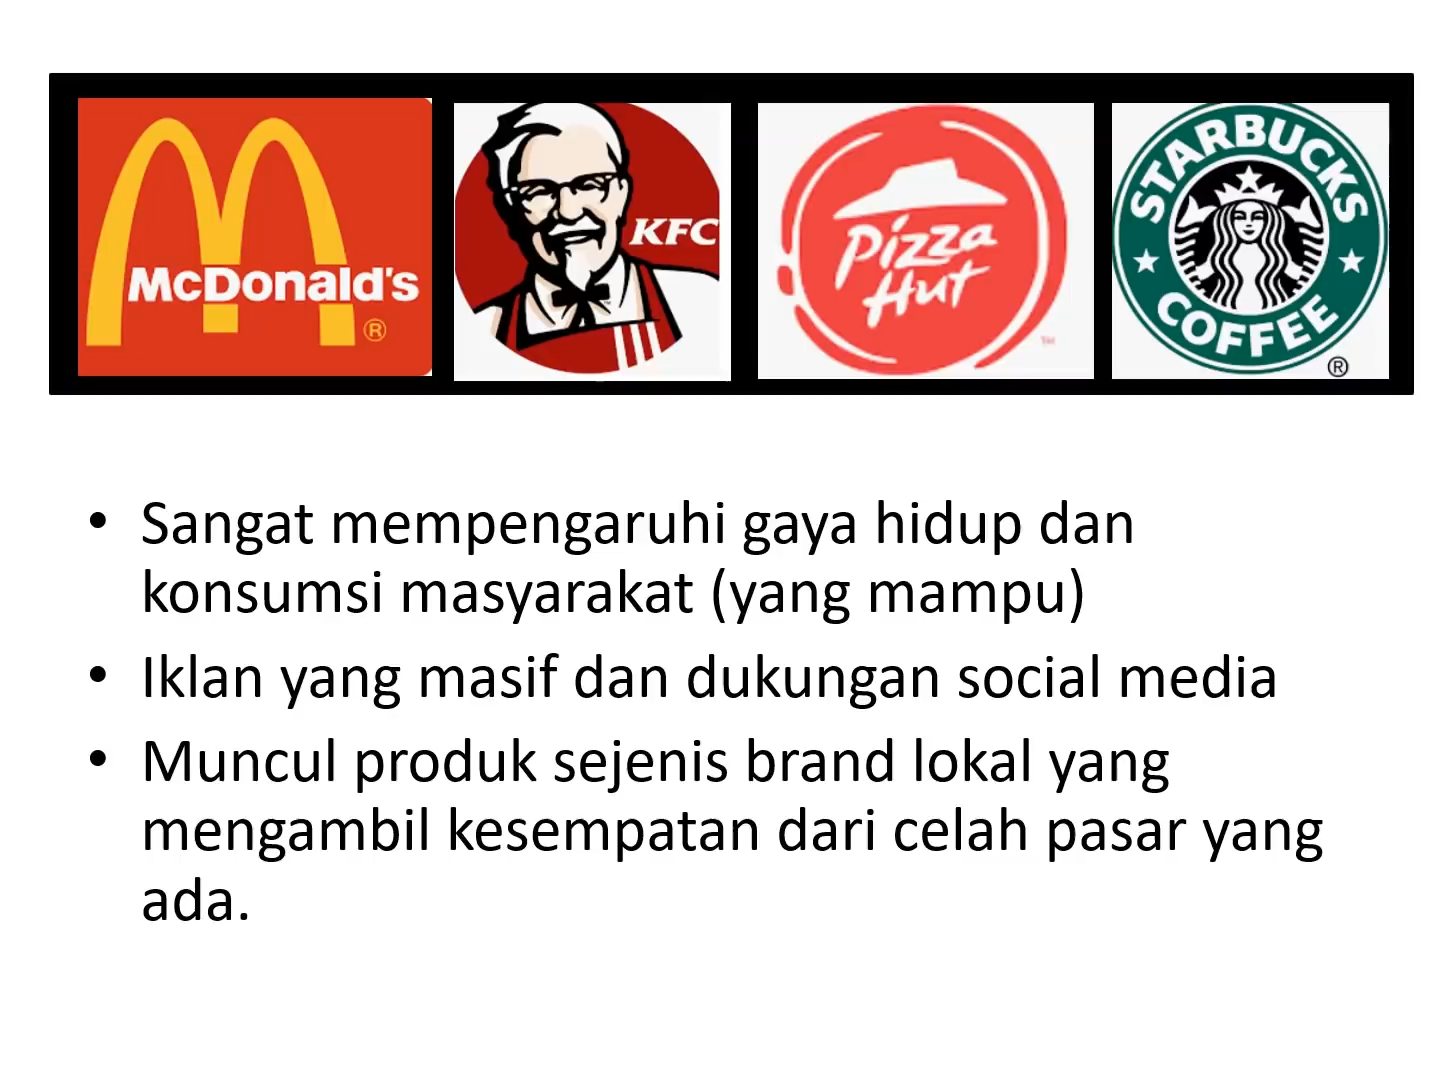 McDonald's
®
KFC
Pizza
Hut
™
STARBUCKS
COFFEE
®
• Sangat mempengaruhi gaya hidup dan
konsumsi masyarakat (yang mampu)
• Iklan yang masif dan dukungan social media
• Muncul produk sejenis brand lokal yang
mengambil kesempatan dari celah pasar yang
ada.